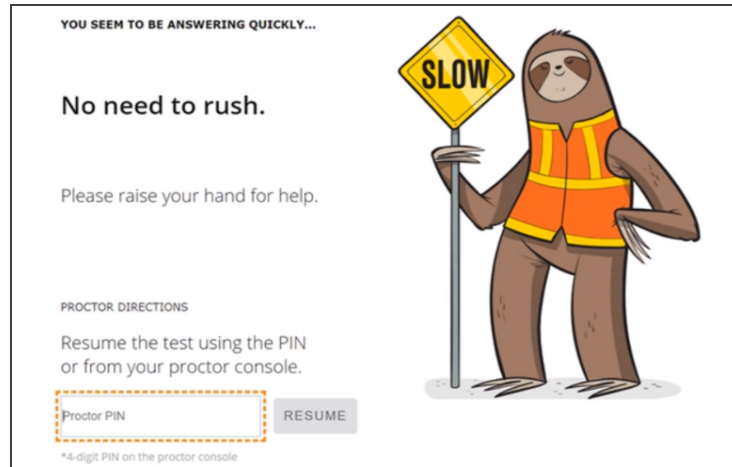 YOU SEEM TO BE ANSWERING QUICKLY...
No need to rush.
SLOW
Please raise your hand for help.
PROCTOR DIRECTIONS
Resume the test using the PIN
or from your proctor console.
Proctor PIN
RESUME
*4-digit PIN on the proctor console